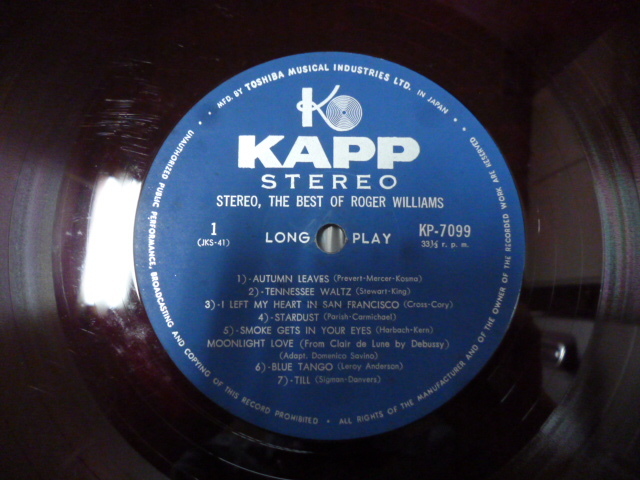 MFD. BY TOSHIBA MUSICAL INDUSTRIES LTD. IN JAPAN
K
KAPP
STEREO
STEREO, THE BEST OF ROGER WILLIAMS
1 LONG PLAY KP-7099
(JKS-41) 33⅓ r. p. m.
1)-AUTUMN LEAVES (Prevert-Mercer-Kosma)
2)-TENNESSEE WALTZ (Stewart-King)
3)-I LEFT MY HEART IN SAN FRANCISCO (Cross-Cory)
4)-STARDUST (Parish-Carmichael)
5)-SMOKE GETS IN YOUR EYES (Harbach-Kern)
MOONLIGHT LOVE (From Clair de Lune by Debussy)
(Adapt. Domenico Savino)
6)-BLUE TANGO (Leroy Anderson)
7)-TILL (Sigman-Danvers)
UNAUTHORIZED PUBLIC PERFORMANCE, BROADCASTING AND COPYING OF THIS RECORD PROHIBITED • ALL RIGHTS OF THE MANUFACTURER AND OF THE OWNER OF THE RECORDED WORK ARE RESERVED